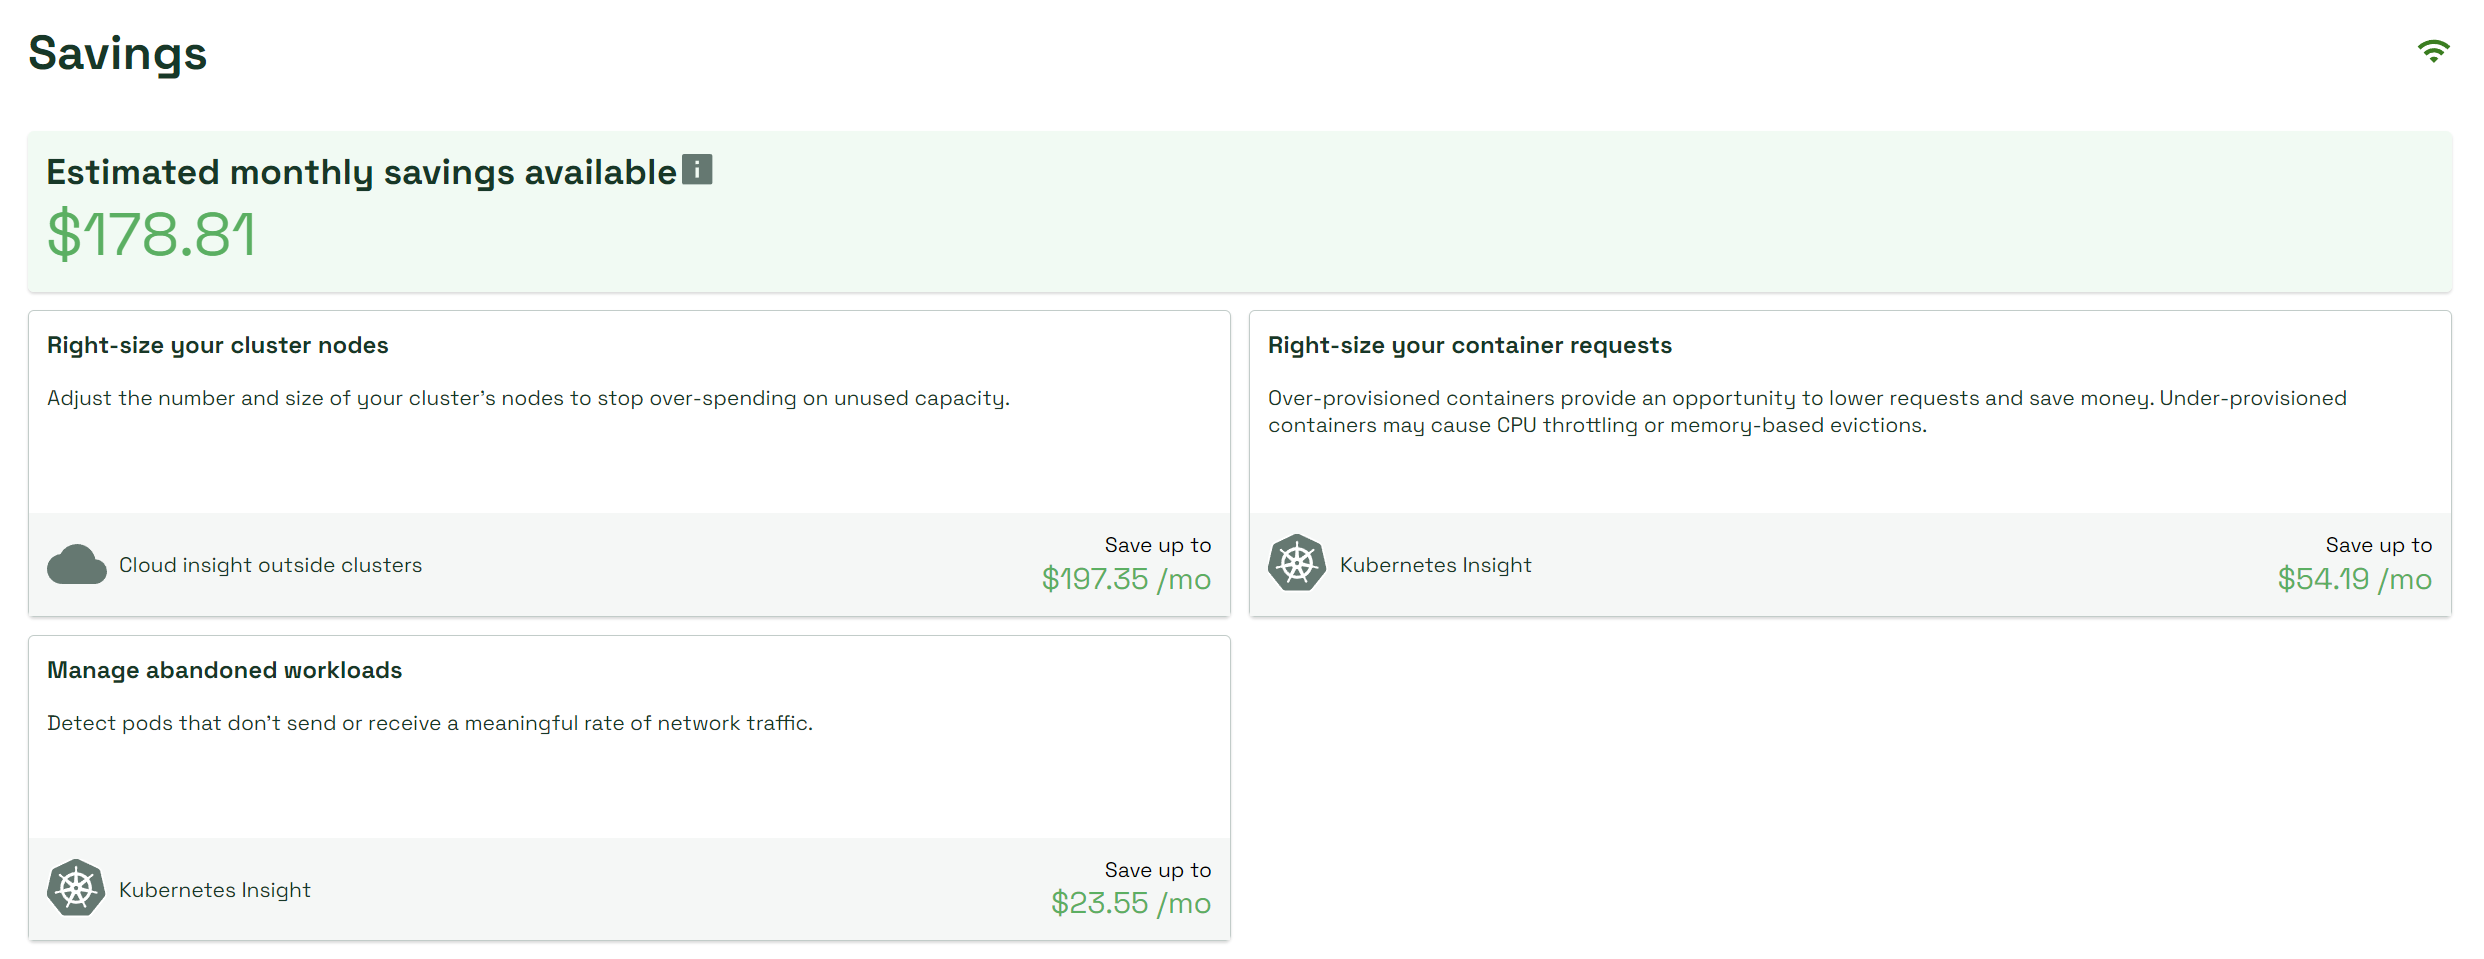 Savings
Estimated monthly savings available
$178.81
Right-size your cluster nodes
Adjust the number and size of your cluster's nodes to stop over-spending on unused capacity.
Cloud insight outside clusters
Save up to
$197.35 /mo
Right-size your container requests
Over-provisioned containers provide an opportunity to lower requests and save money. Under-provisioned
containers may cause CPU throttling or memory-based evictions.
Kubernetes Insight
Save up to
$54.19 /mo
Manage abandoned workloads
Detect pods that don't send or receive a meaningful rate of network traffic.
Kubernetes Insight
Save up to
$23.55 /mo